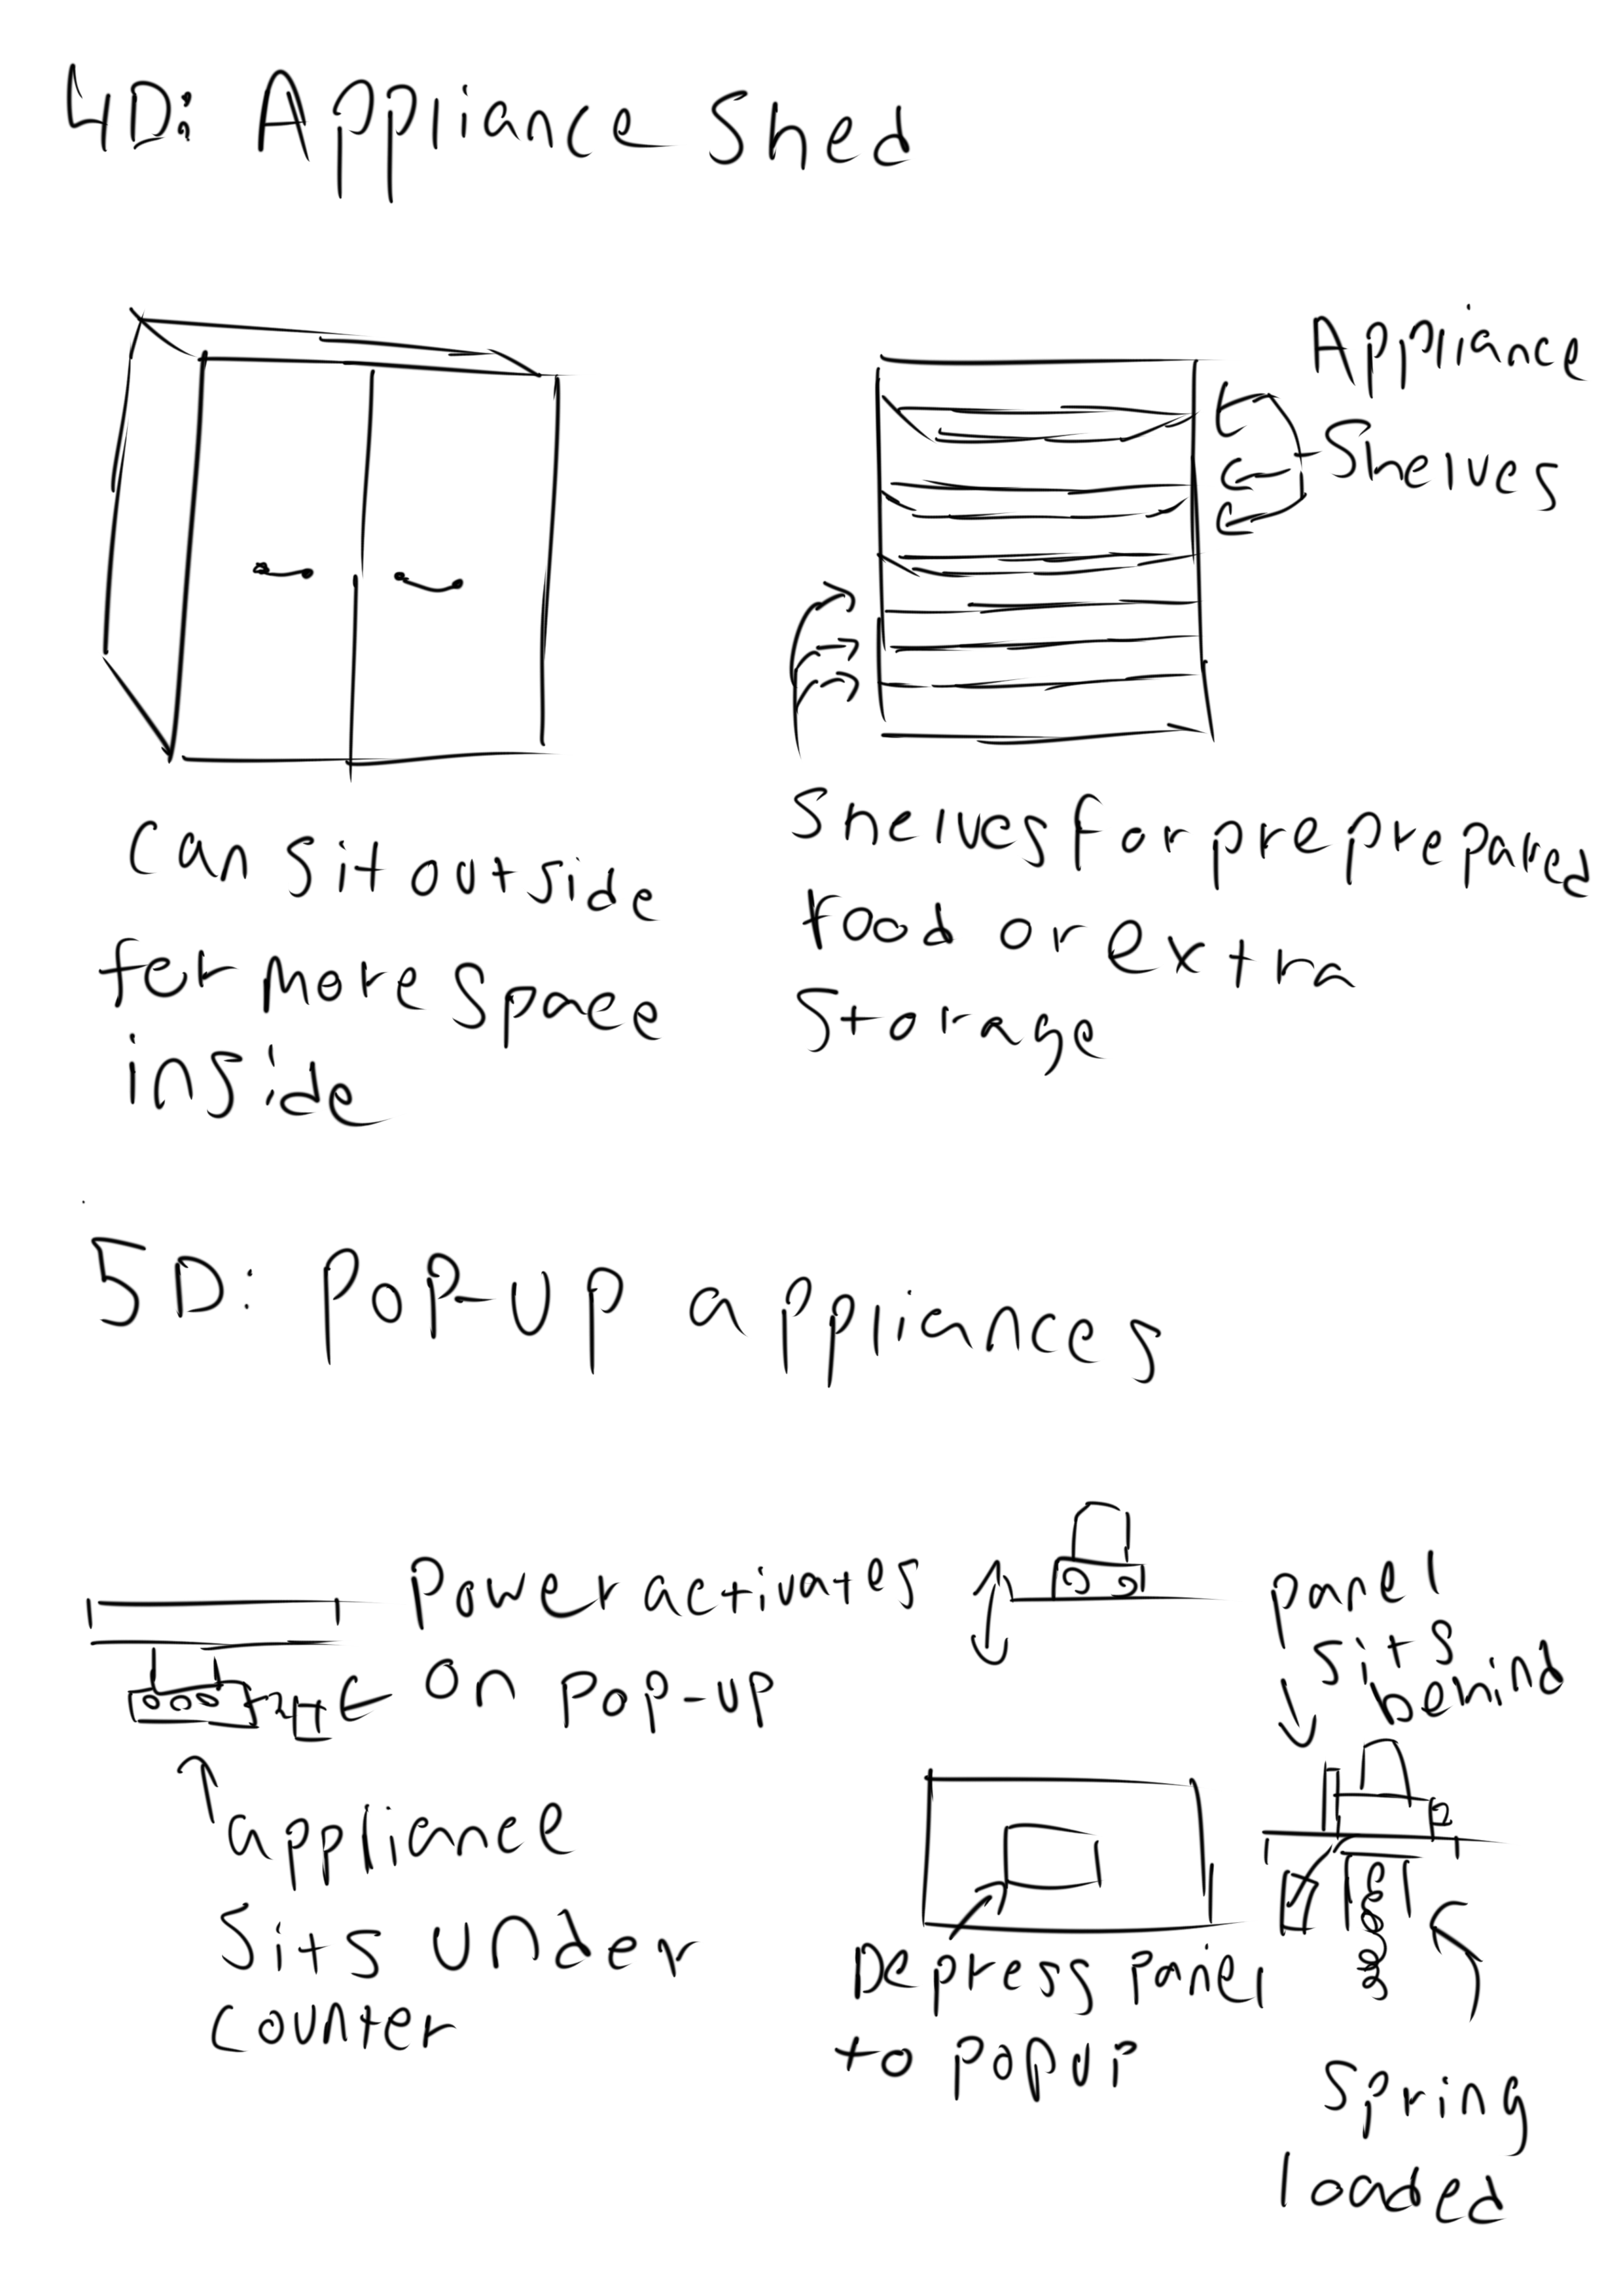 4D: Appliance Shed
Appliance
Shelves
Can sit outside
for more space
inside
Shelves for preprepared
food or extra
storage
5D: Pop-up appliances
Power activates
on pop-up
appliance
sits under
counter
panel
sits
behind
Depress panel
to popup
Spring
loaded